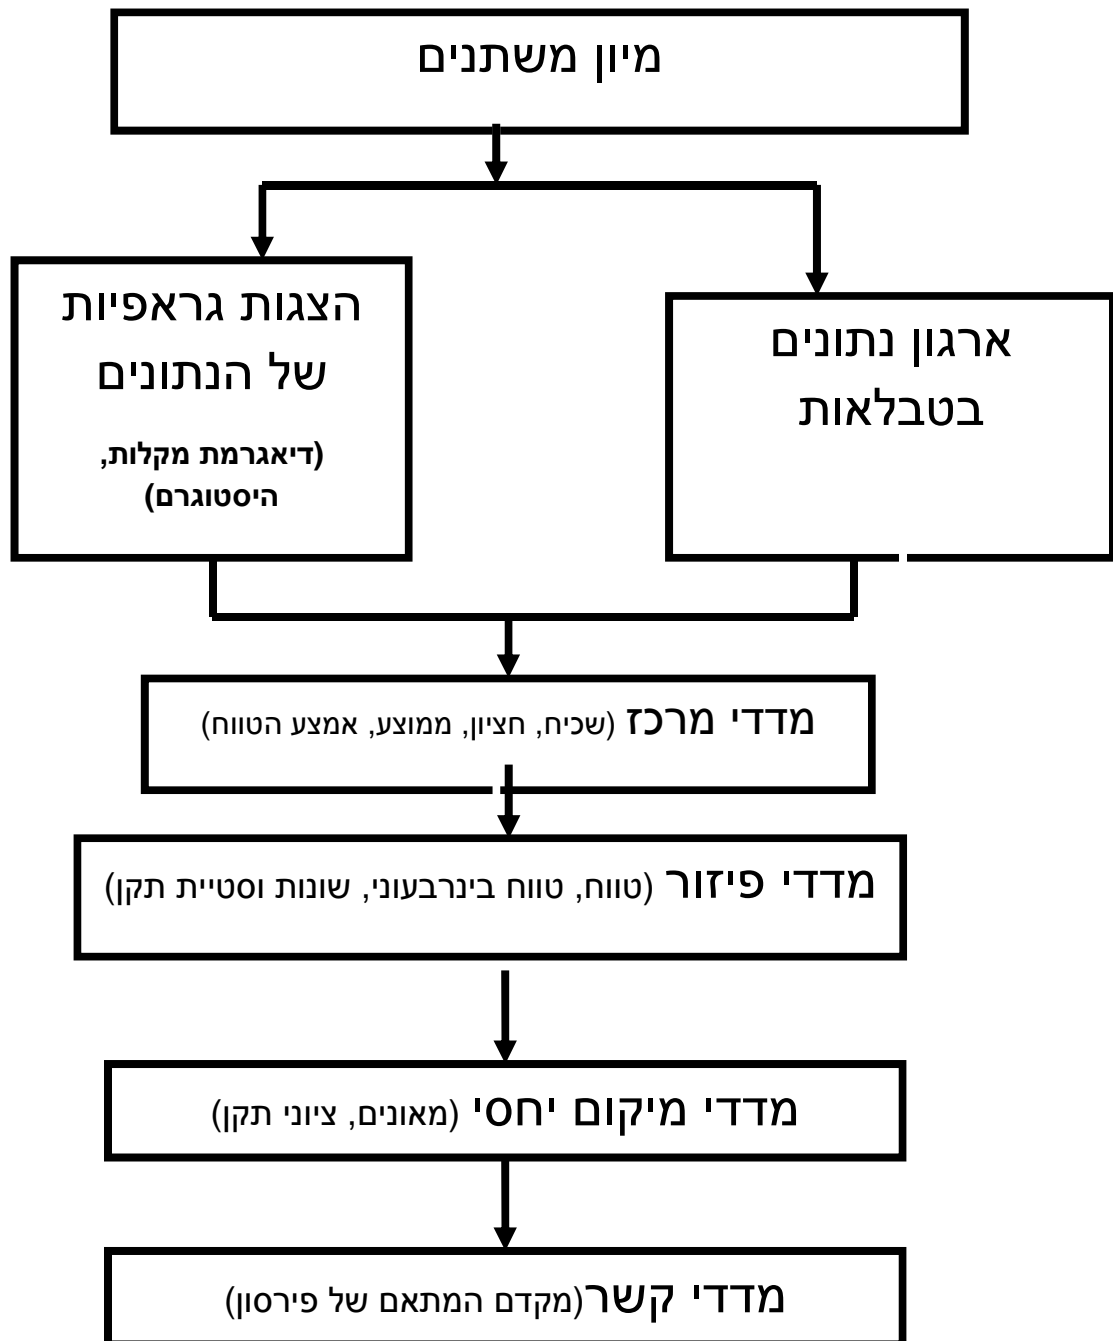 מיון משתנים
ארגון נתונים
בטבלאות
הצגות גראפיות
של הנתונים
(דיאגרמת מקלות,
היסטוגרם)
מדדי מרכז (שכיח, חציון, ממוצע, אמצע הטווח)
מדדי פיזור (טווח, טווח בינרבעוני, שונות וסטיית תקן)
מדדי מיקום יחסי (מאונים, ציוני תקן)
מדדי קשר(מקדם המתאם של פירסון)